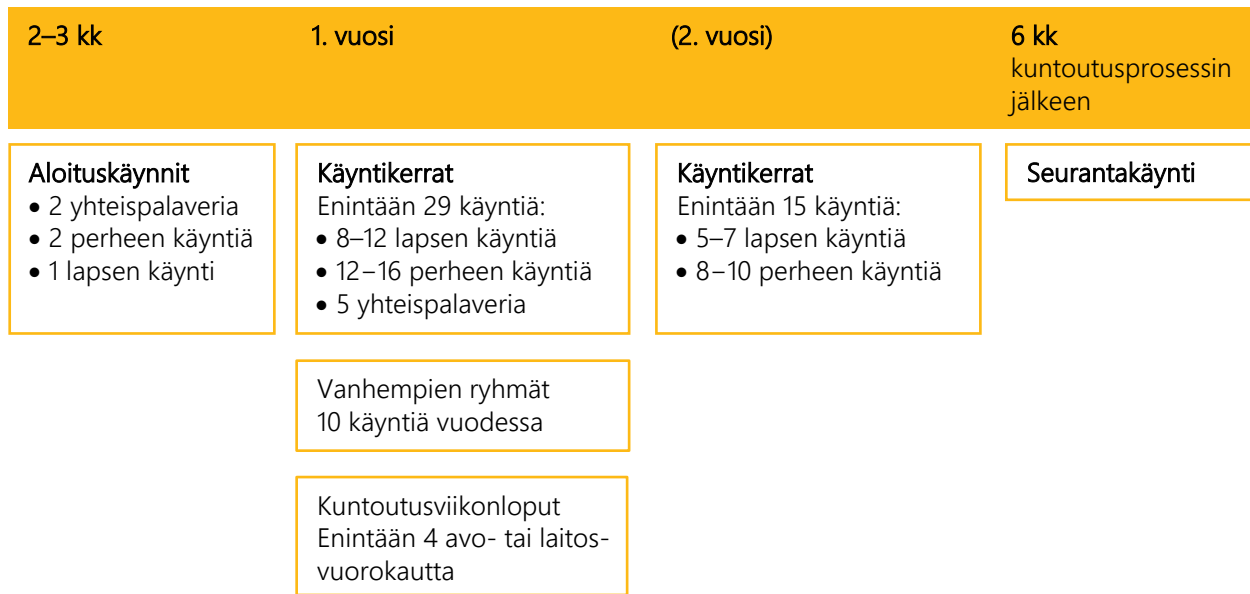 2–3 kk
1. vuosi
(2. vuosi)
6 kk
kuntoutusprosessin
jälkeen
Aloituskäynnit
• 2 yhteispalaveria
• 2 perheen käyntiä
• 1 lapsen käynti
Käyntikerrat
Enintään 29 käyntiä:
• 8–12 lapsen käyntiä
• 12–16 perheen käyntiä
• 5 yhteispalaveria
Käyntikerrat
Enintään 15 käyntiä:
• 5–7 lapsen käyntiä
• 8–10 perheen käyntiä
Seurantakäynti
Vanhempien ryhmät
10 käyntiä vuodessa
Kuntoutusviikonloput
Enintään 4 avo- tai laitos-
vuorokautta